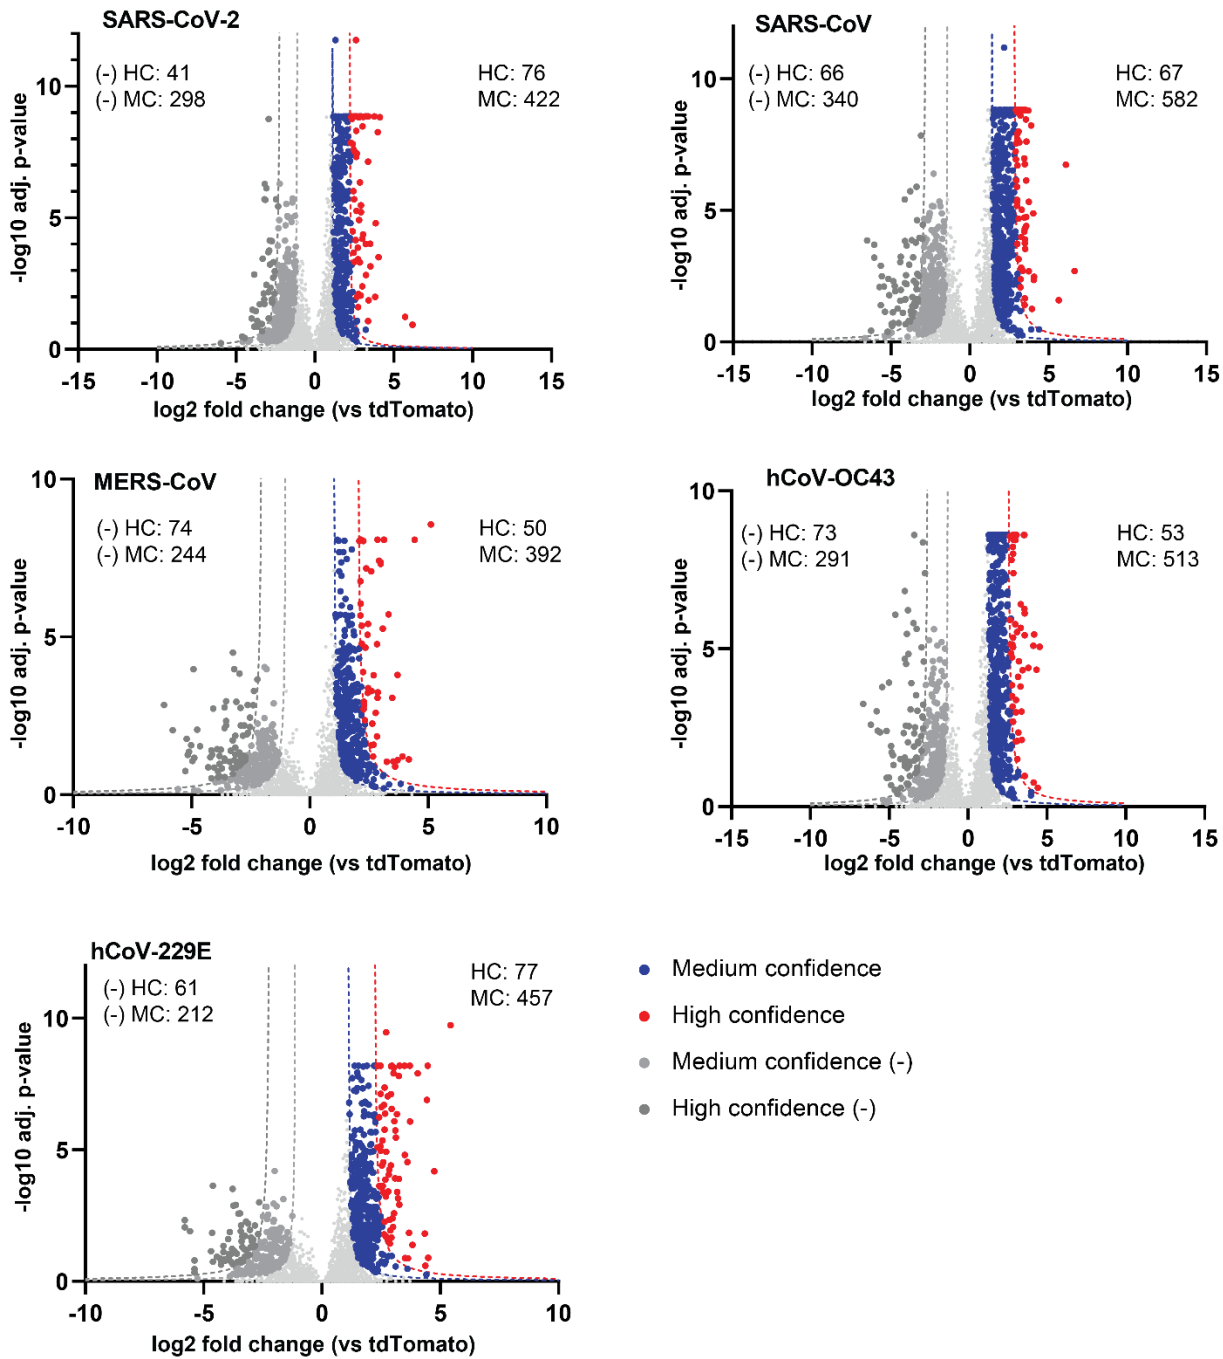 SARS-CoV-2
(-) HC: 41
(-) MC: 298
HC: 76
MC: 422
-log10 adj. p-value
10
5
0
-15 -10 -5 0 5 10 15
log2 fold change (vs tdTomato)
SARS-CoV
(-) HC: 66
(-) MC: 340
HC: 67
MC: 582
-log10 adj. p-value
10
5
0
-15 -10 -5 0 5 10 15
log2 fold change (vs tdTomato)
MERS-CoV
(-) HC: 74
(-) MC: 244
HC: 50
MC: 392
-log10 adj. p-value
10
5
0
-10 -5 0 5 10
log2 fold change (vs tdTomato)
hCoV-OC43
(-) HC: 73
(-) MC: 291
HC: 53
MC: 513
-log10 adj. p-value
10
5
0
-15 -10 -5 0 5 10 15
log2 fold change (vs tdTomato)
hCoV-229E
(-) HC: 61
(-) MC: 212
HC: 77
MC: 457
-log10 adj. p-value
10
5
0
-10 -5 0 5 10
log2 fold change (vs tdTomato)
Medium confidence
High confidence
Medium confidence (-)
High confidence (-)